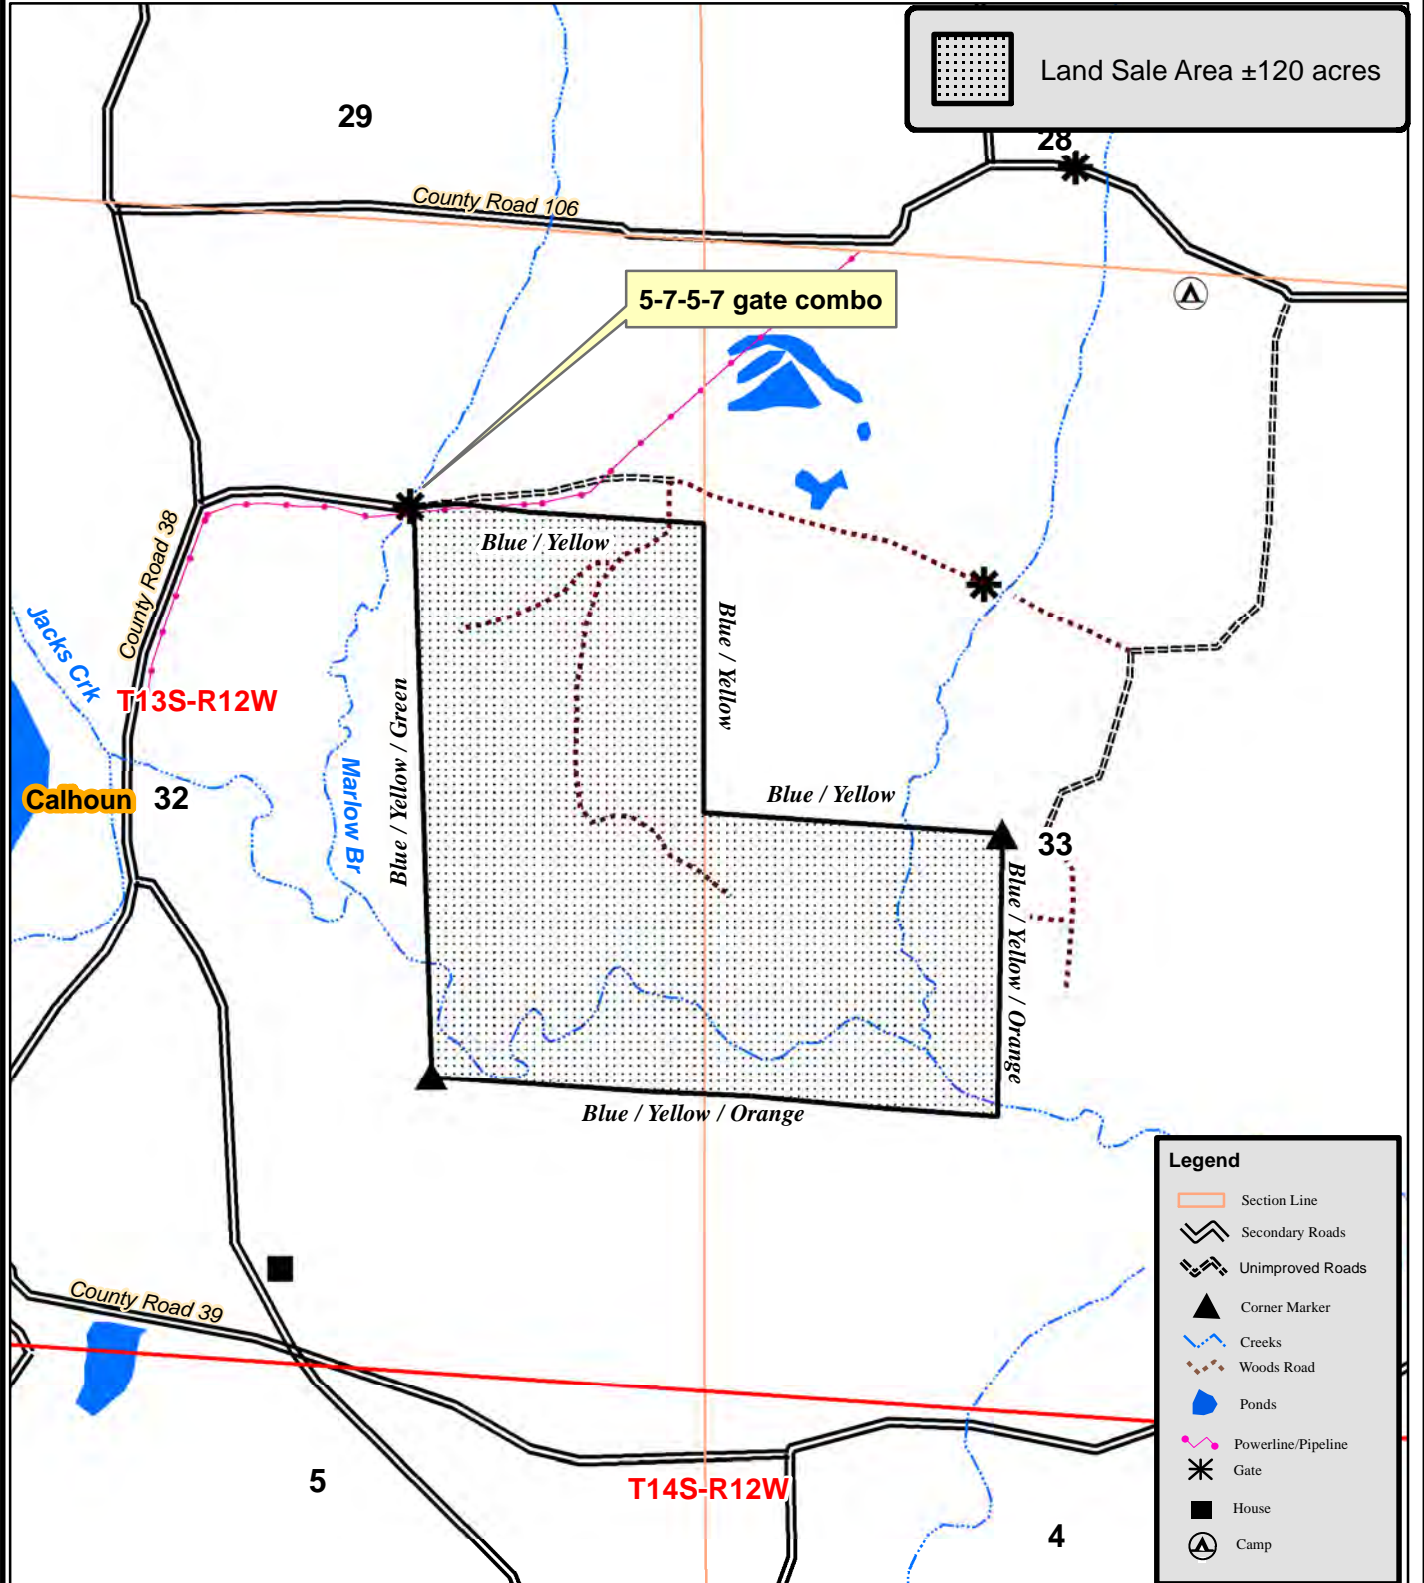 Land Sale Area ±120 acres
29
28
County Road 106
5-7-5-7 gate combo
County Road 38
Blue / Yellow
Blue / Yellow
Jacks Crk
T13S-R12W
Blue / Yellow / Green
Marlow Br
Calhoun
32
Blue / Yellow
33
Blue / Yellow / Orange
Blue / Yellow / Orange
County Road 39
5
T14S-R12W
4
Legend
Section Line
Secondary Roads
Unimproved Roads
Corner Marker
Creeks
Woods Road
Ponds
Powerline/Pipeline
Gate
House
Camp